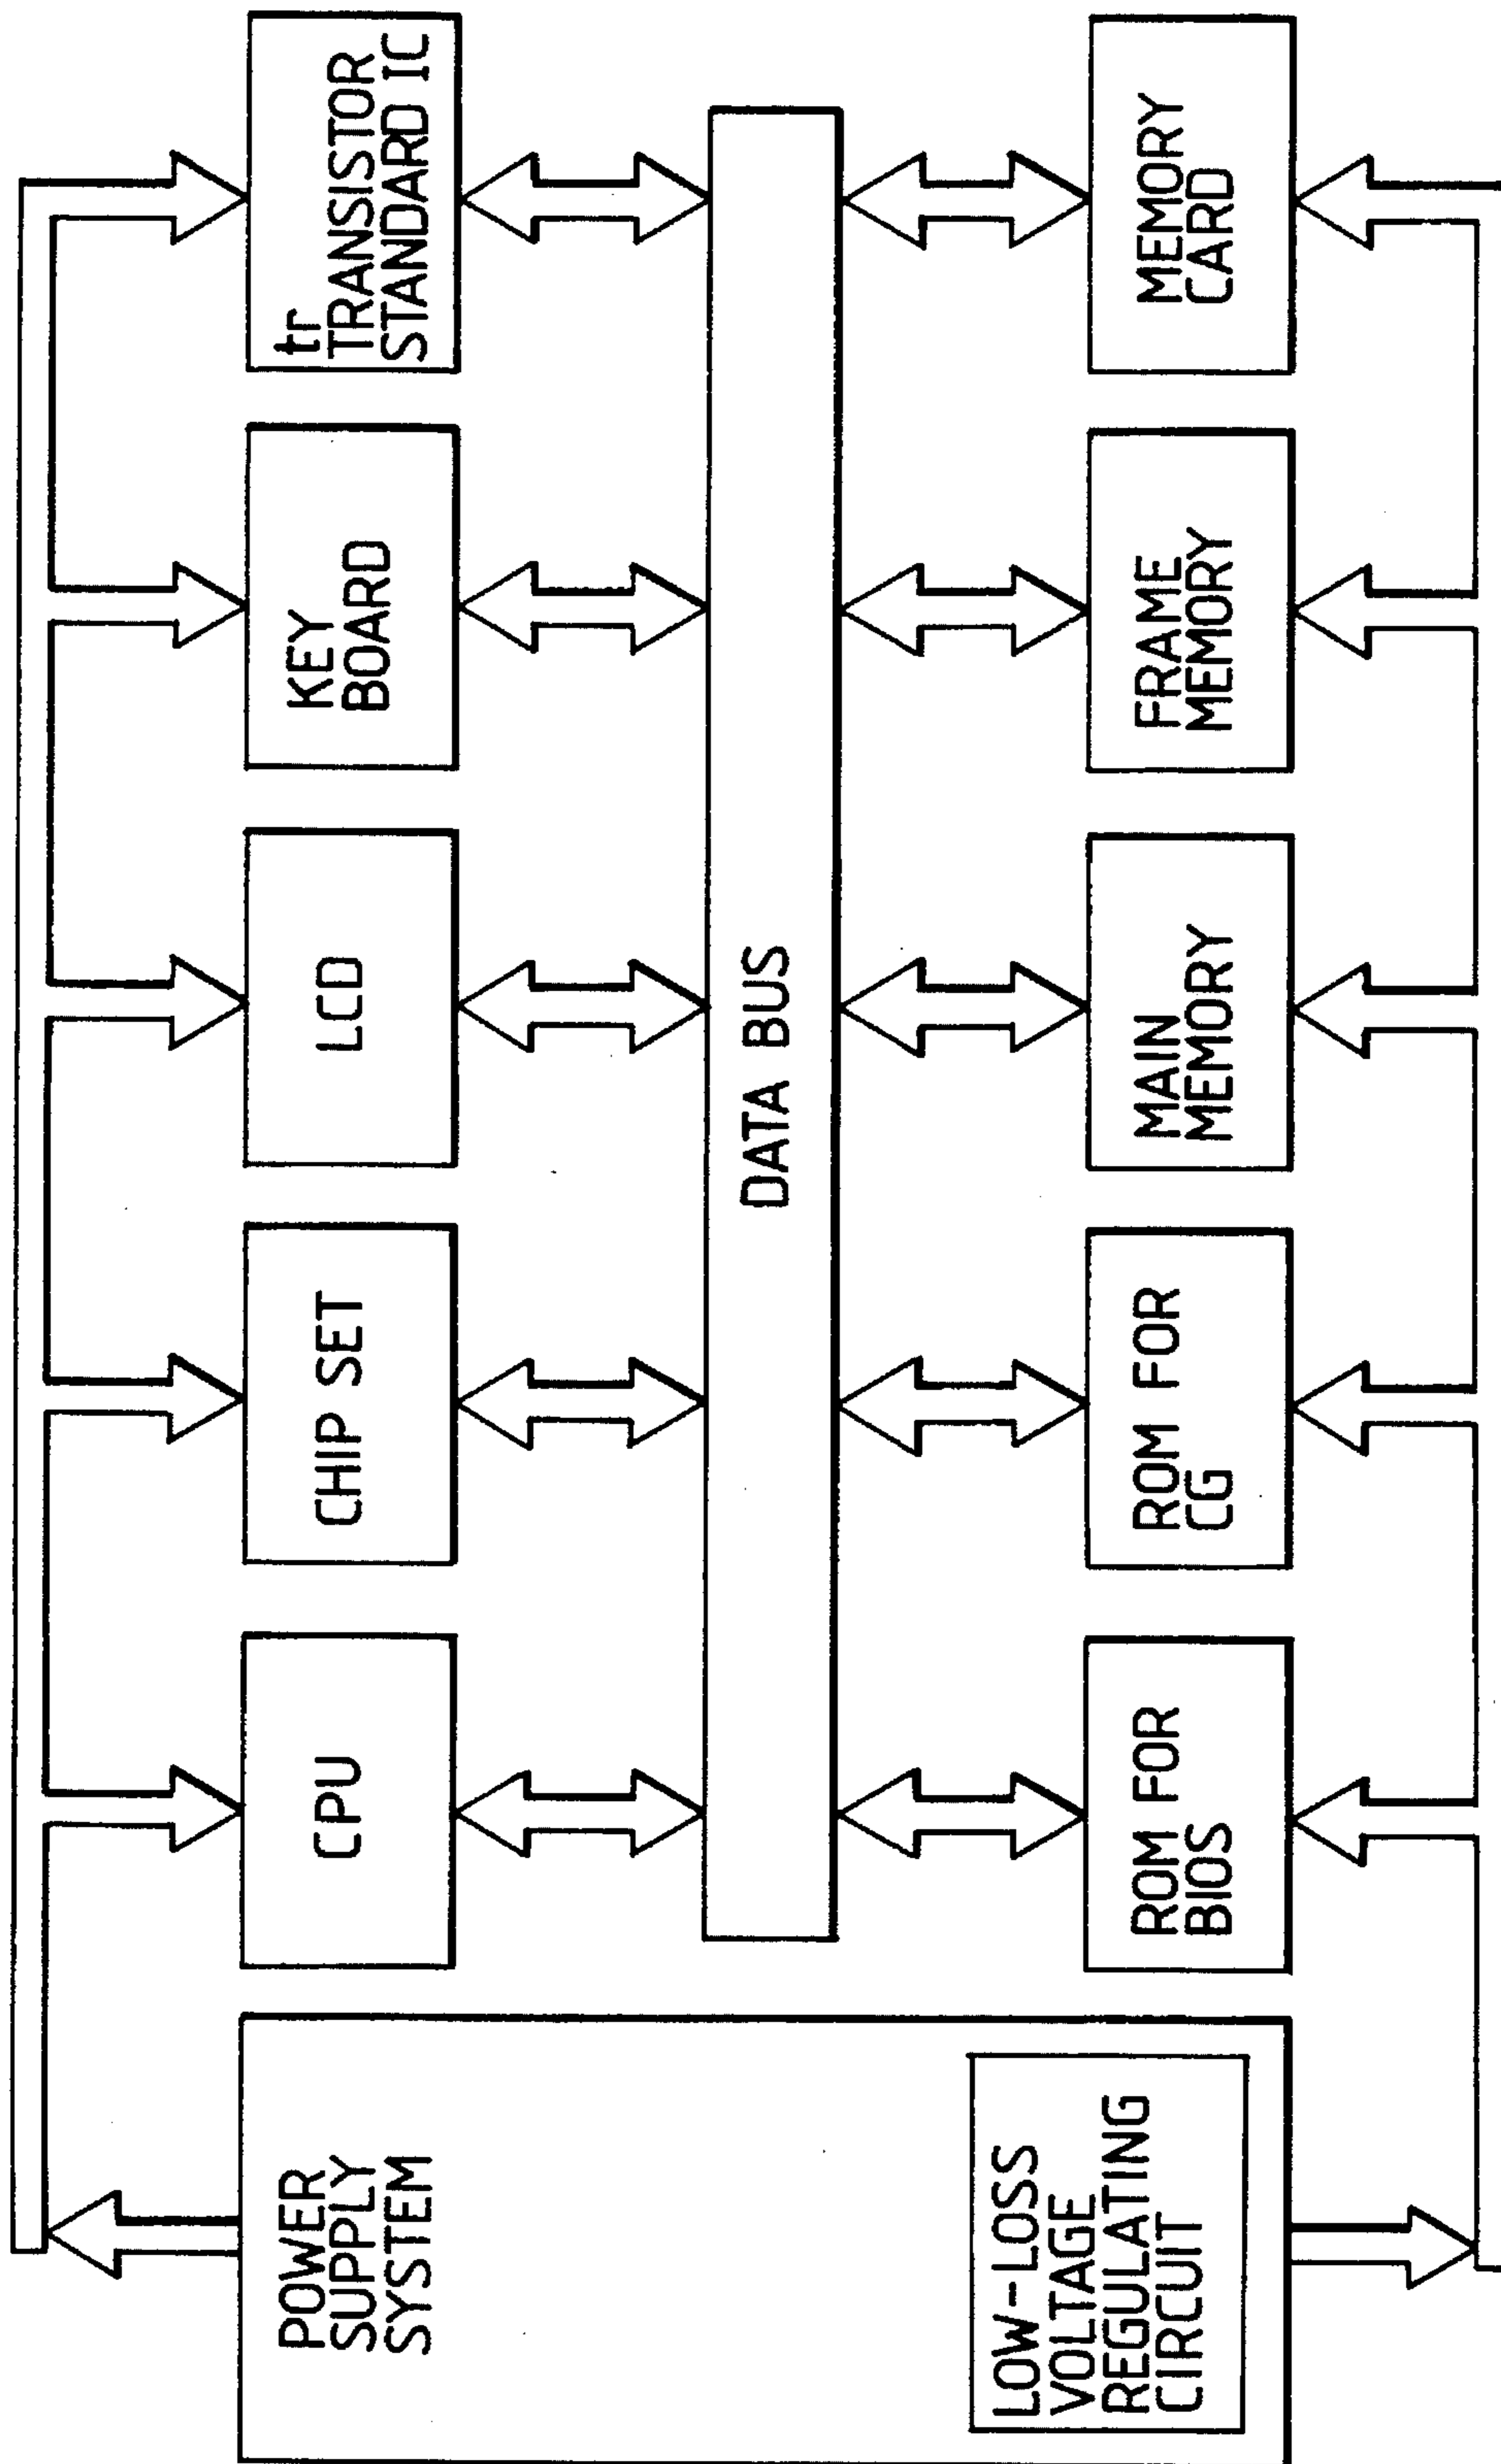 POWER
SUPPLY
SYSTEM
LOW-LOSS
VOLTAGE
REGULATING
CIRCUIT
CPU
CHIP SET
LCD
KEY
BOARD
tr
TRANSISTOR
STANDARD IC
DATA BUS
ROM FOR
BIOS
ROM FOR
CG
MAIN
MEMORY
FRAME
MEMORY
MEMORY
CARD